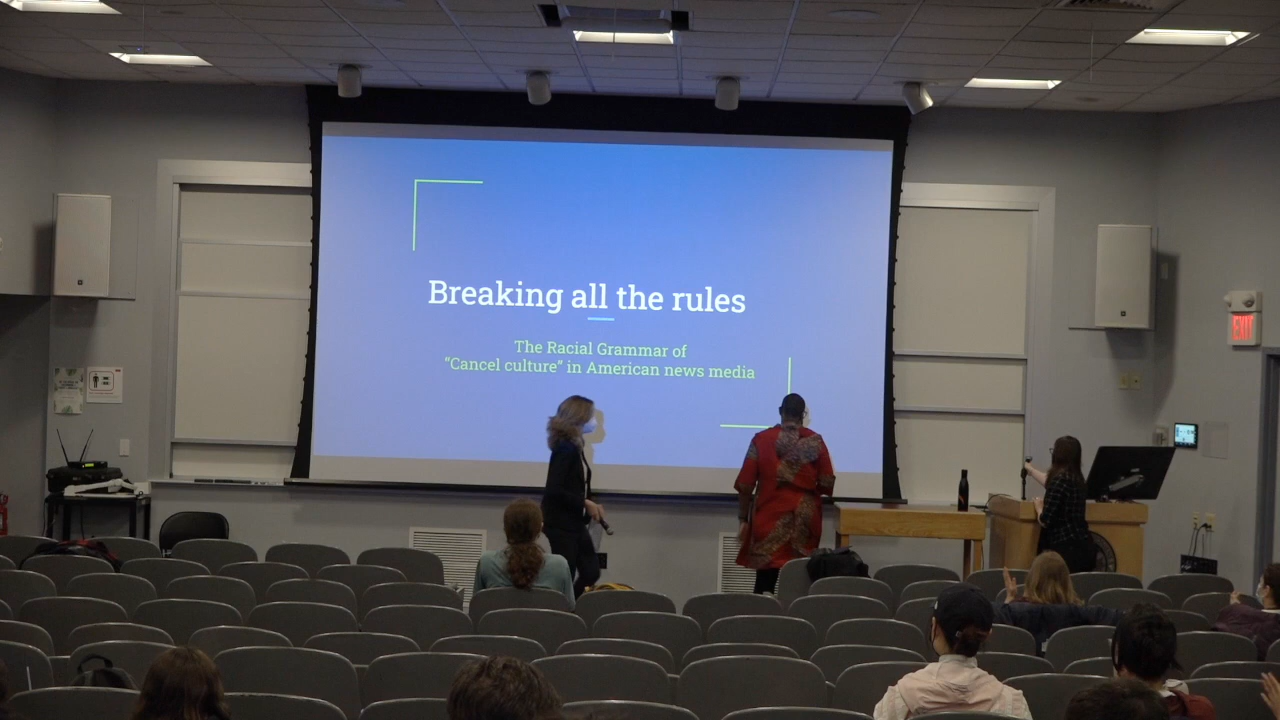 Breaking all the rules
The Racial Grammar of
“Cancel culture” in American news media
EXIT